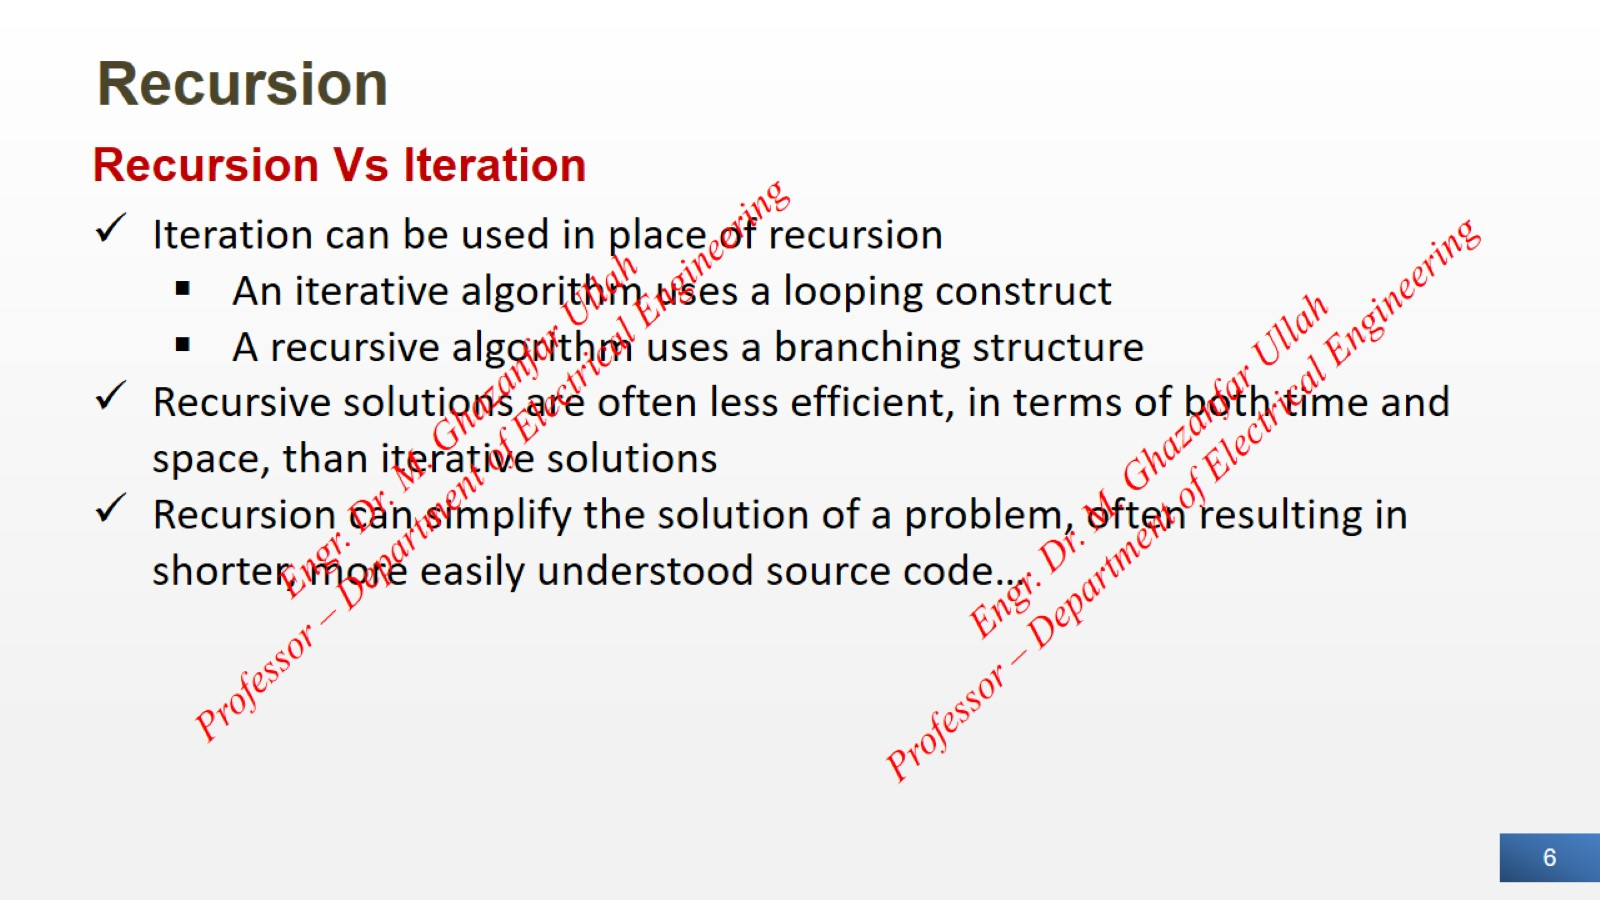 Recursion
Recursion Vs Iteration
✓ Iteration can be used in place of recursion
▪ An iterative algorithm uses a looping construct
▪ A recursive algorithm uses a branching structure
✓ Recursive solutions are often less efficient, in terms of both time and
space, than iterative solutions
✓ Recursion can simplify the solution of a problem, often resulting in
shorter, more easily understood source code…
Engr. Dr. M. Ghazanfar Ullah
Professor – Department of Electrical Engineering
Engr. Dr. M. Ghazanfar Ullah
Professor – Department of Electrical Engineering
6